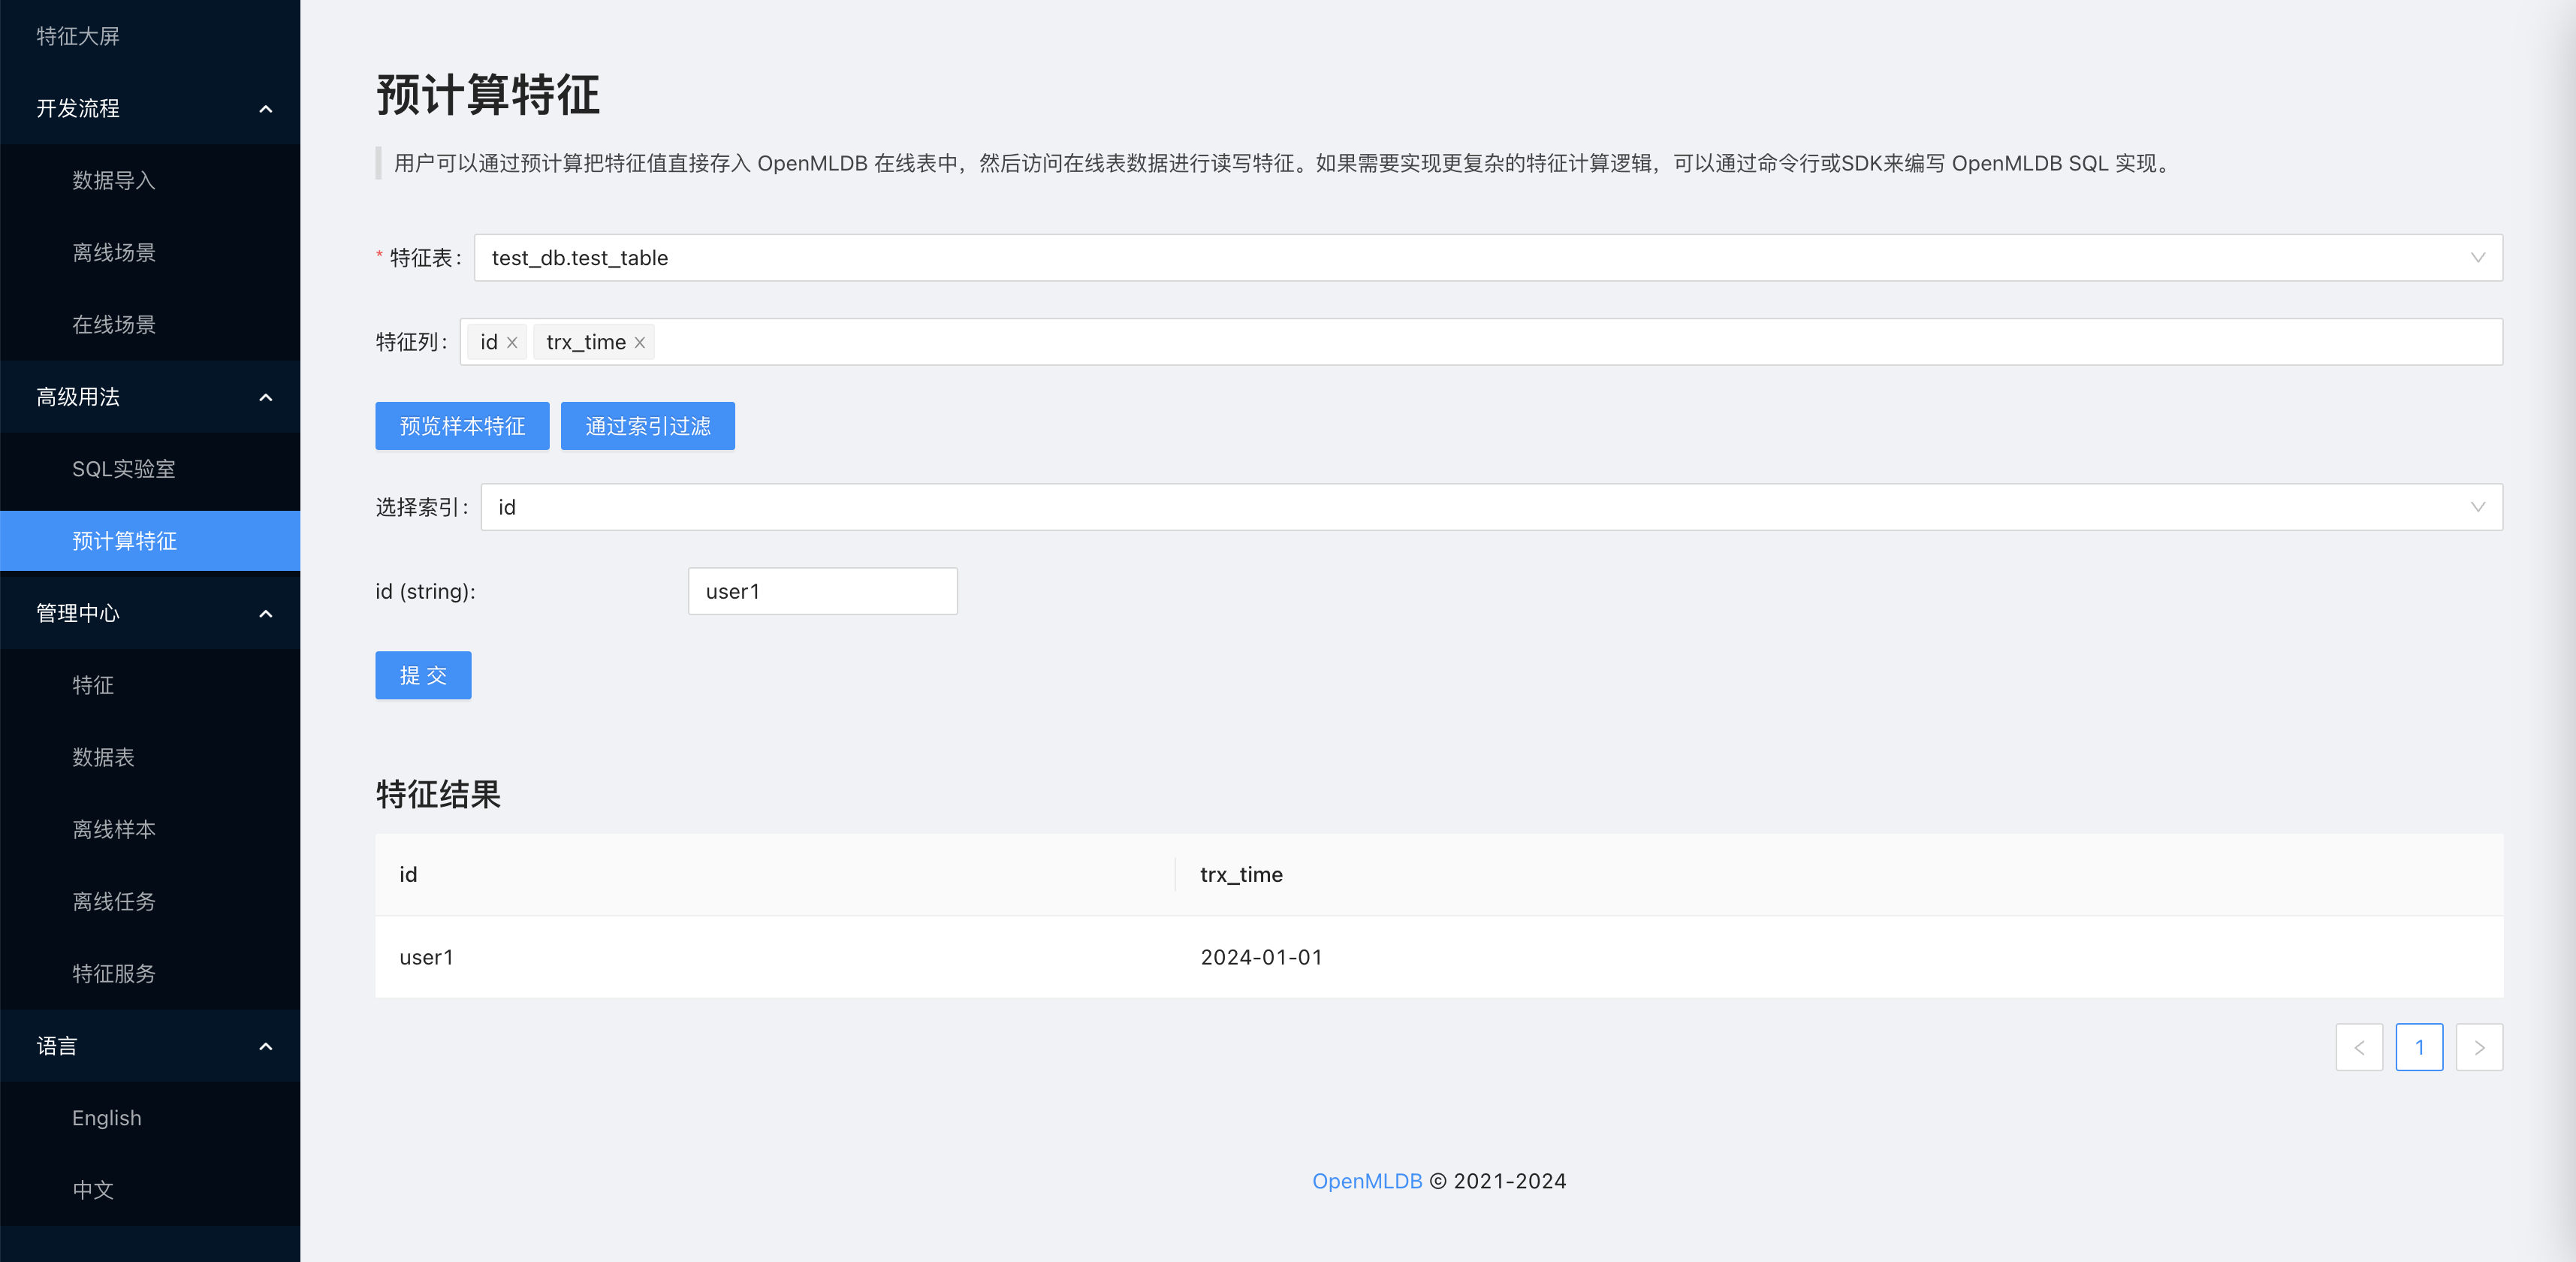 特征大屏
开发流程
数据导入
离线场景
在线场景
高级用法
SQL实验室
预计算特征
管理中心
特征
数据表
离线样本
离线任务
特征服务
语言
English
中文
预计算特征
用户可以通过预计算把特征值直接存入 OpenMLDB 在线表中，然后访问在线表数据进行读写特征。如果需要实现更复杂的特征计算逻辑，可以通过命令行或SDK来编写 OpenMLDB SQL 实现。
* 特征表: test_db.test_table
特征列: id trx_time
预览样本特征 通过索引过滤
选择索引: id
id (string): user1
提 交
特征结果
id trx_time
user1 2024-01-01
< 1 >
OpenMLDB © 2021-2024